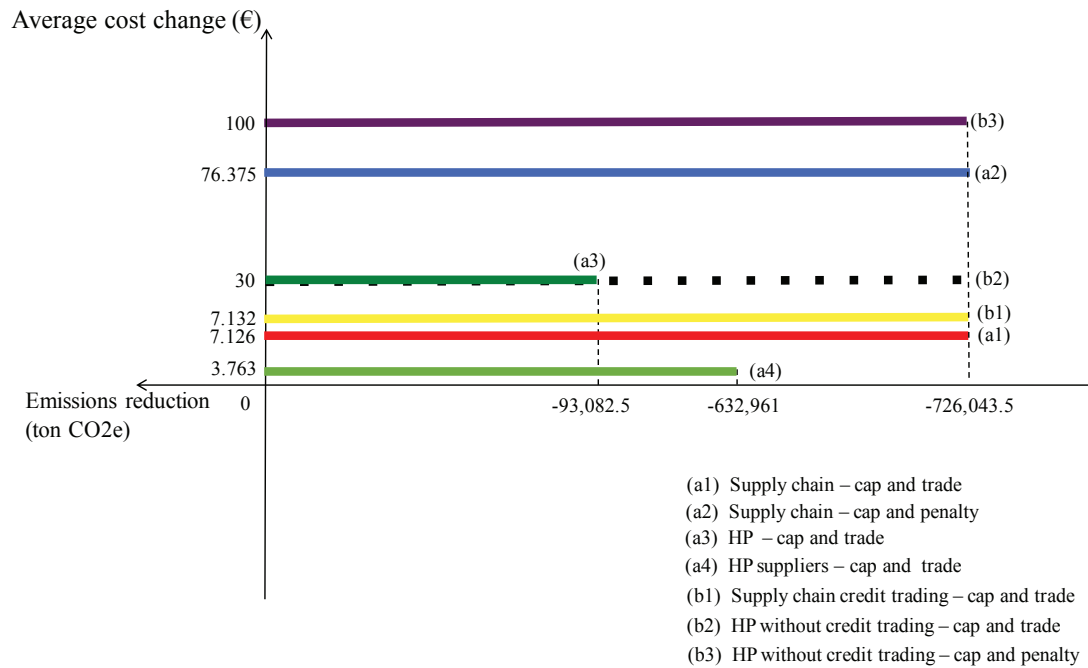 Average cost change (€)
100
(b3)
76.375
(a2)
(a3)
30
(b2)
7.132
(b1)
7.126
(a1)
3.763
(a4)
Emissions reduction
(ton CO2e)
0
-93,082.5
-632,961
-726,043.5
(a1) Supply chain – cap and trade
(a2) Supply chain – cap and penalty
(a3) HP – cap and trade
(a4) HP suppliers – cap and trade
(b1) Supply chain credit trading – cap and trade
(b2) HP without credit trading – cap and trade
(b3) HP without credit trading – cap and penalty